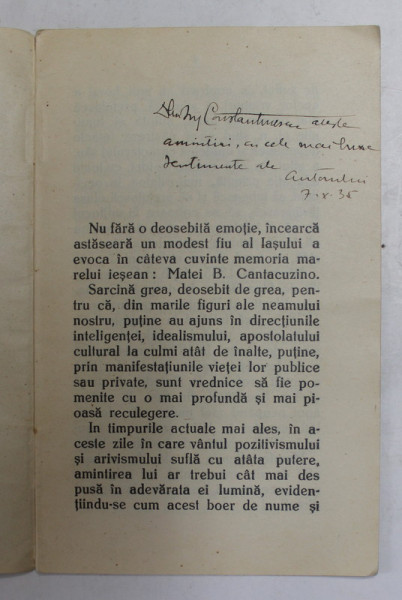 Constantinescu aceste
amintiri, cu cele mai bune
sentimente ale
autorului
7.X.35
Nu fără o deosebită emoție, încearcă
astăseară un modest fiu al Iașului a
evoca în câteva cuvinte memoria ma-
relui ieșean : Matei B. Cantacuzino.
Sarcină grea, deosebit de grea, pen-
tru că, din marile figuri ale neamului
nostru, puține au ajuns în direcțiunile
inteligenței, idealismului, apostolatului
cultural la culmi atât de înalte, puține,
prin manifestațiunile vieței lor publice
sau private, sunt vrednice să fie po-
menite cu o mai profundă și mai pi-
oasă reculegere.
In timpurile actuale mai ales, în a-
ceste zile în care vântul pozitivismului
și arivismului suflă cu atâta putere,
amintirea lui ar trebui cât mai des
pusă în adevărata ei lumină, eviden-
țiindu-se cum acest boer de nume și